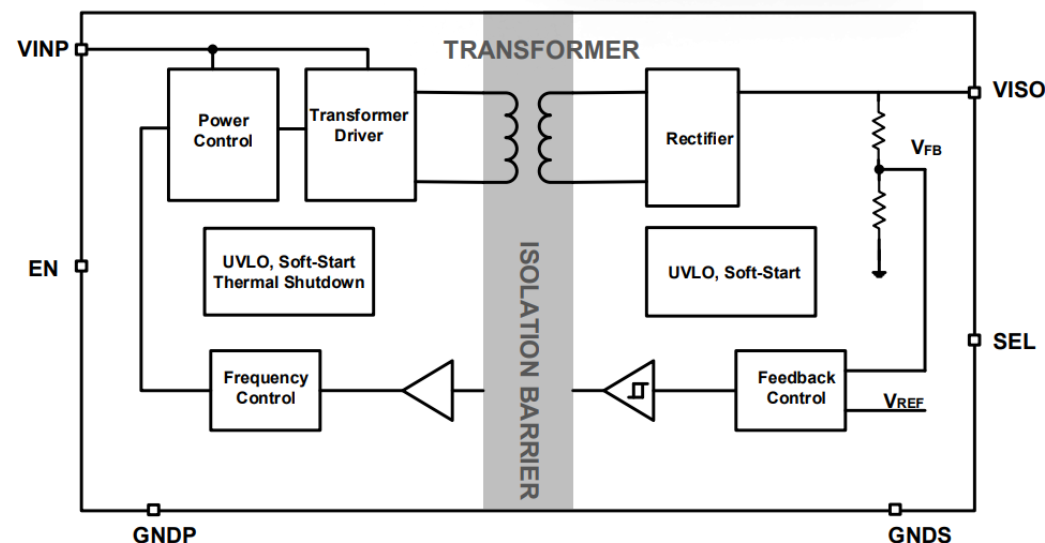 VINP
TRANSFORMER
VISO
Power
Control
Transformer
Driver
Rectifier
VFB
EN
UVLO, Soft-Start
Thermal Shutdown
ISOLATION BARRIER
UVLO, Soft-Start
SEL
Frequency
Control
Feedback
Control
VREF
GNDP
GNDS